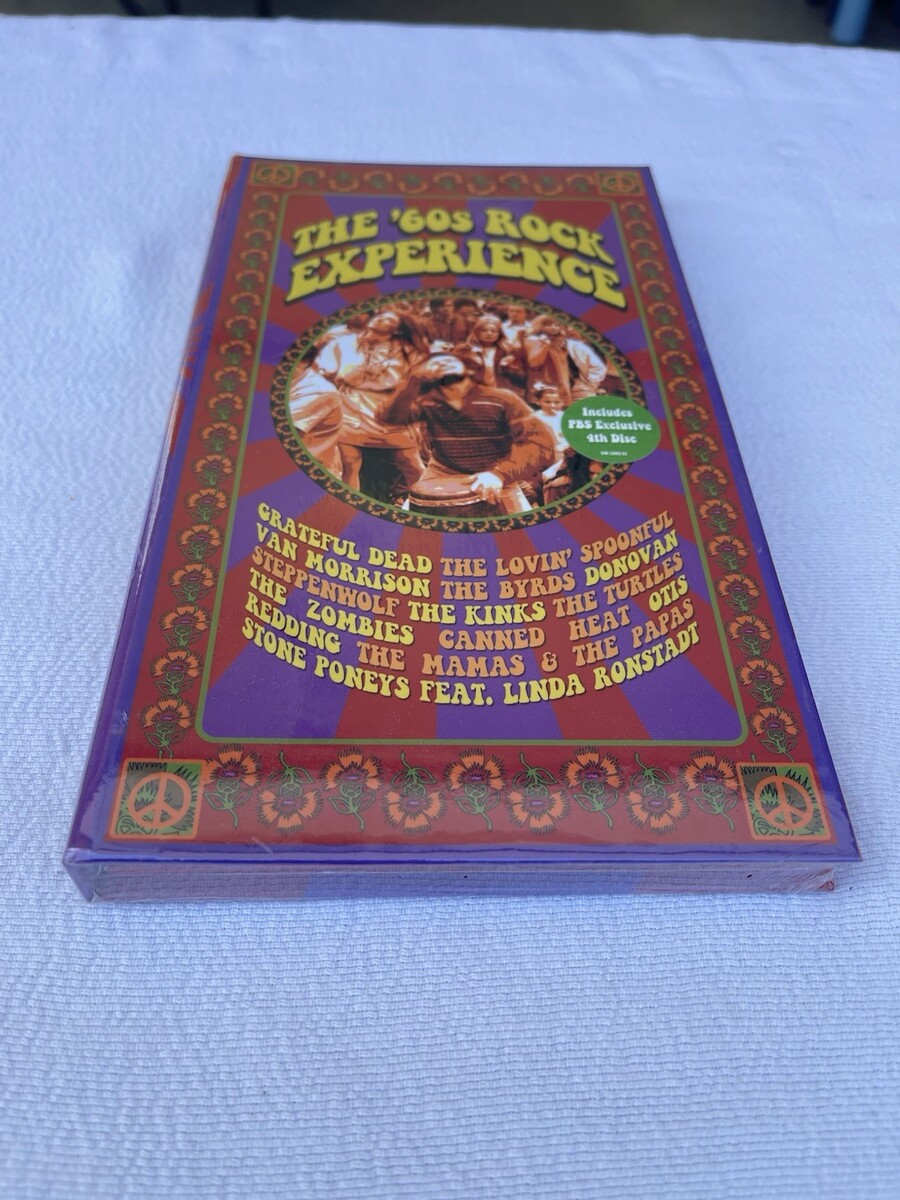 THE '60s ROCK
EXPERIENCE
Includes
PBS Exclusive
4th Disc
GRATEFUL DEAD THE LOVIN' SPOONFUL
VAN MORRISON THE BYRDS DONOVAN
STEPPENWOLF THE KINKS THE TURTLES
THE ZOMBIES CANNED HEAT OTIS
REDDING THE MAMAS & THE PAPAS
STONE PONEYS FEAT. LINDA RONSTADT